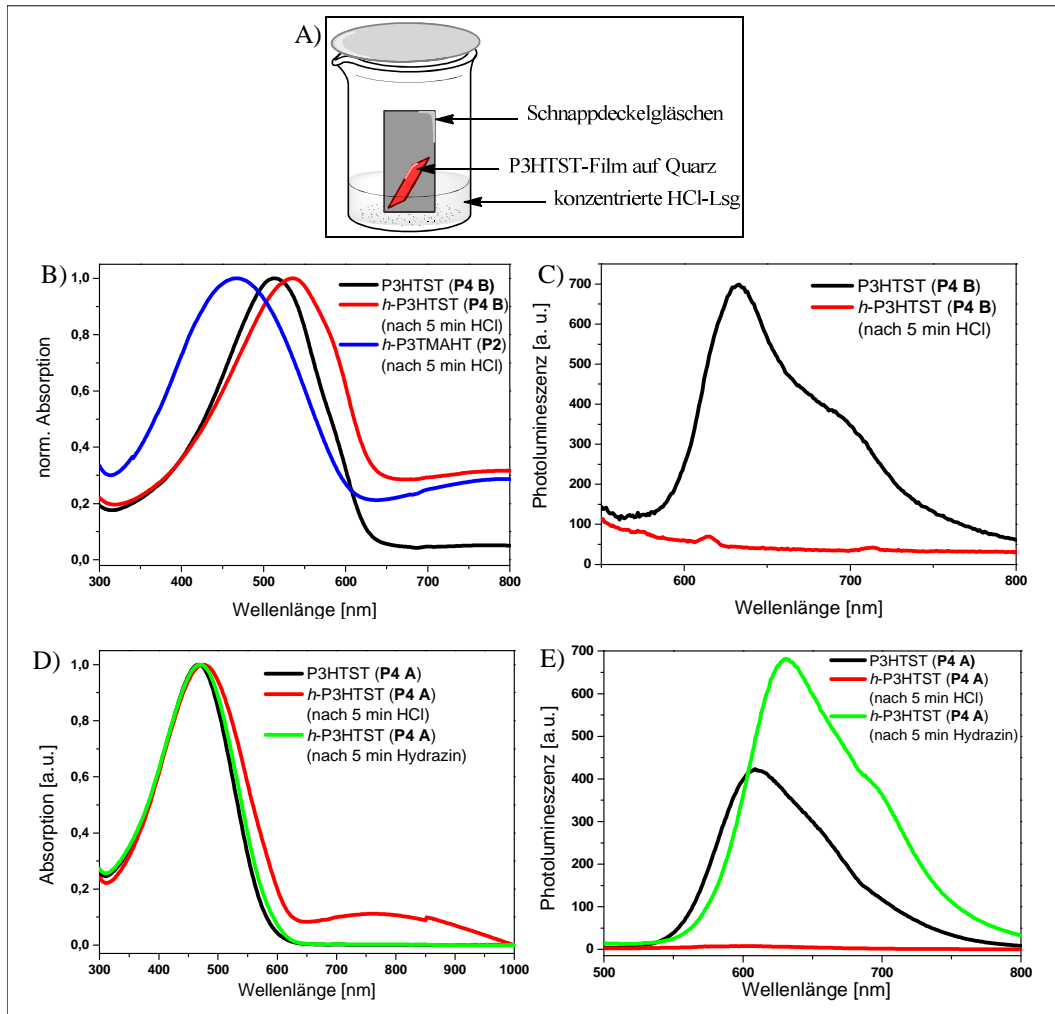 A)
Schnappdeckelgläschen
P3HTST-Film auf Quarz
konzentrierte HCl-Lsg
B)
1,0
0,8
0,6
0,4
0,2
0,0
norm. Absorption
300 400 500 600 700 800
Wellenlänge [nm]
P3HTST (P4 B)
h-P3HTST (P4 B)
(nach 5 min HCl)
h-P3TMAHT (P2)
(nach 5 min HCl)
C)
700
600
500
400
300
200
100
0
Photolumineszenz [a. u.]
600 700 800
Wellenlänge [nm]
P3HTST (P4 B)
h-P3HTST (P4 B)
(nach 5 min HCl)
D)
1,0
0,8
0,6
0,4
0,2
0,0
Absorption [a.u.]
300 400 500 600 700 800 900 1000
Wellenlänge [nm]
P3HTST (P4 A)
h-P3HTST (P4 A)
(nach 5 min HCl)
h-P3HTST (P4 A)
(nach 5 min Hydrazin)
E)
700
600
500
400
300
200
100
0
Photolumineszenz [a.u.]
500 600 700 800
Wellenlänge [nm]
P3HTST (P4 A)
h-P3HTST (P4 A)
(nach 5 min HCl)
h-P3HTST (P4 A)
(nach 5 min Hydrazin)